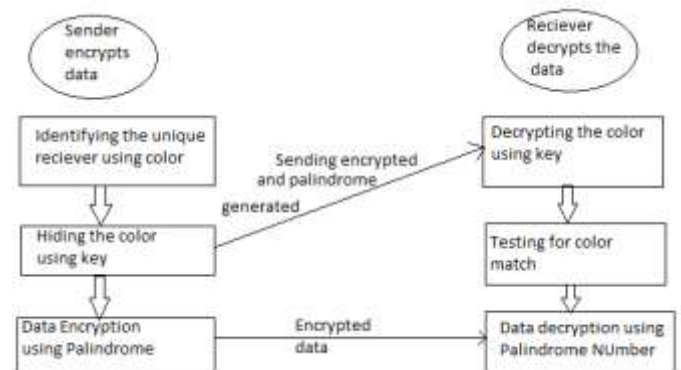 Sender
encrypts
data
Reciever
decrypts the
data
Identifying the unique
reciever using color
Decrypting the color
using key
Sending encrypted
and palindrome
generated
Hiding the color
using key
Testing for color
match
Data Encryption
using Palindrome
Encrypted
data
Data decryption using
Palindrome NUmber